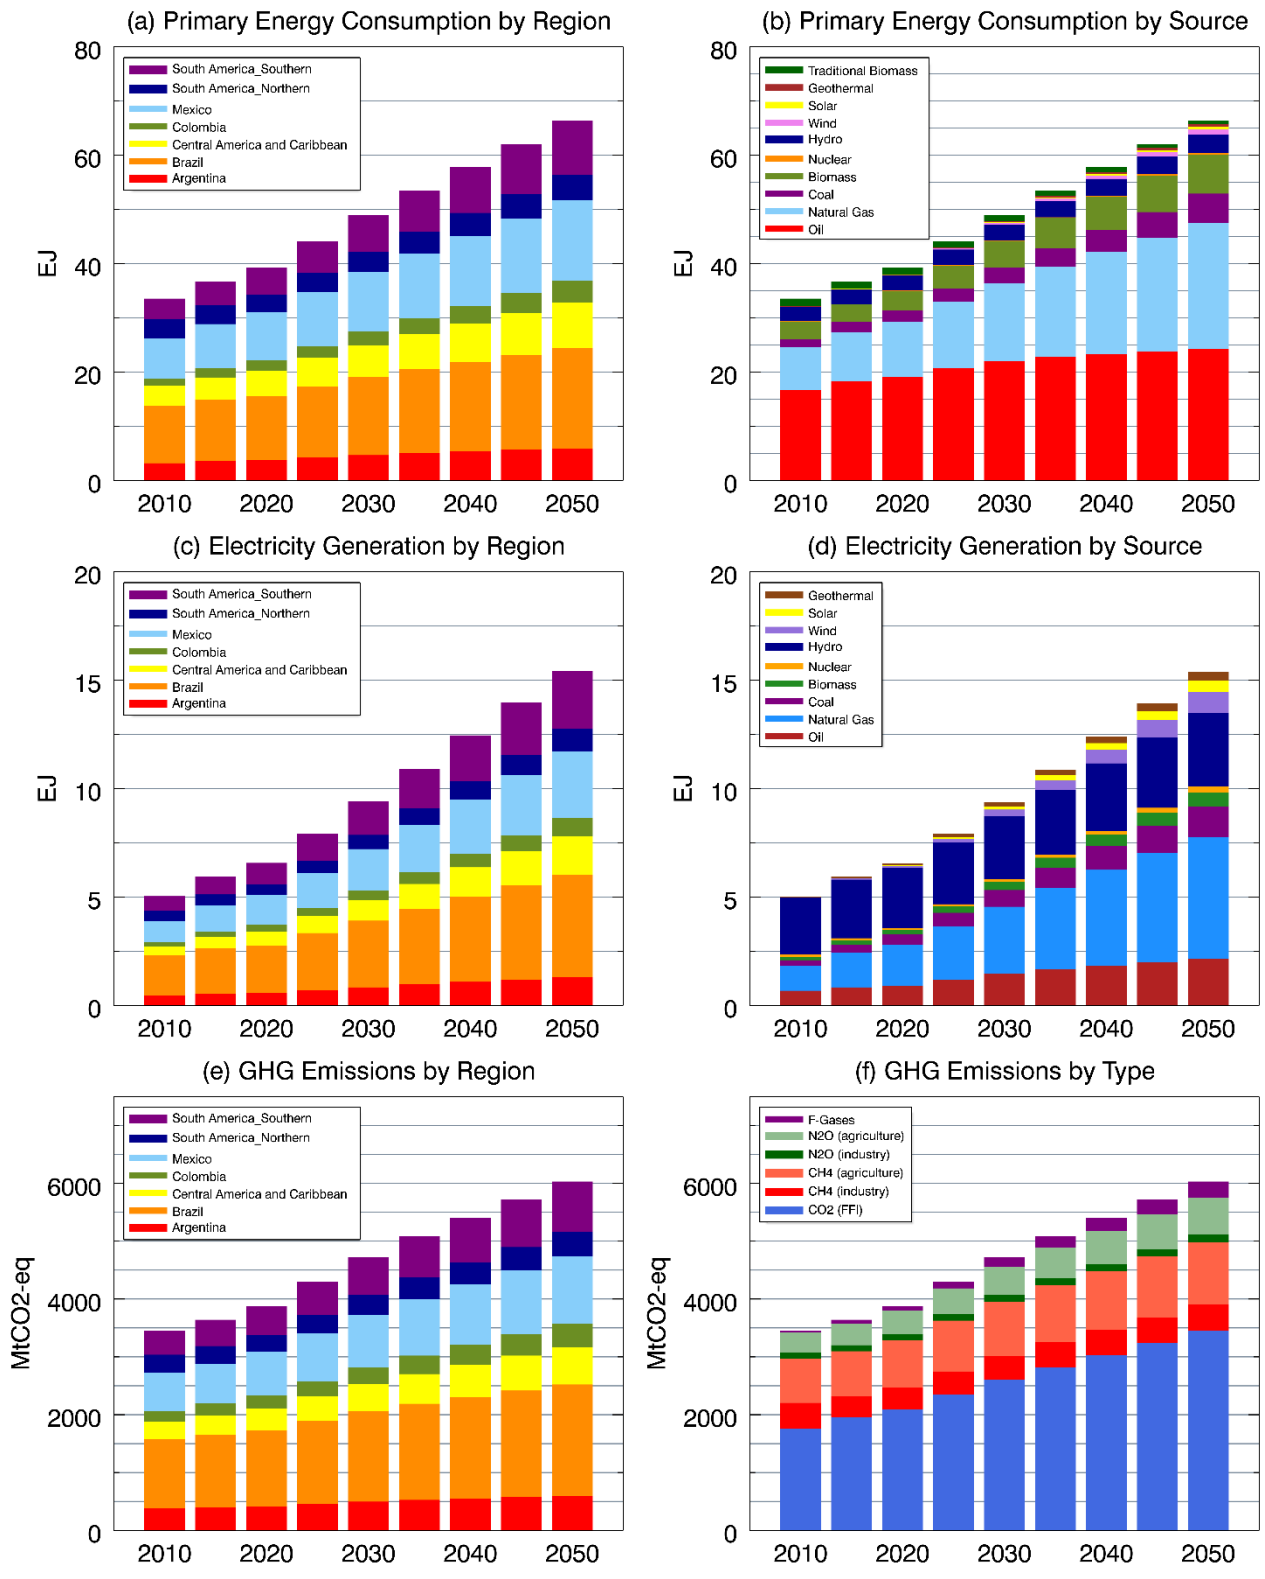 (a) Primary Energy Consumption by Region
80
60
40
20
0
EJ
South America_Southern
South America_Northern
Mexico
Colombia
Central America and Caribbean
Brazil
Argentina
2010 2020 2030 2040 2050
(b) Primary Energy Consumption by Source
80
60
40
20
0
EJ
Traditional Biomass
Geothermal
Solar
Wind
Hydro
Nuclear
Biomass
Coal
Natural Gas
Oil
2010 2020 2030 2040 2050
(c) Electricity Generation by Region
20
15
10
5
0
EJ
South America_Southern
South America_Northern
Mexico
Colombia
Central America and Caribbean
Brazil
Argentina
2010 2020 2030 2040 2050
(d) Electricity Generation by Source
20
15
10
5
0
EJ
Geothermal
Solar
Wind
Hydro
Nuclear
Biomass
Coal
Natural Gas
Oil
2010 2020 2030 2040 2050
(e) GHG Emissions by Region
6000
4000
2000
0
MtCO2-eq
South America_Southern
South America_Northern
Mexico
Colombia
Central America and Caribbean
Brazil
Argentina
2010 2020 2030 2040 2050
(f) GHG Emissions by Type
6000
4000
2000
0
MtCO2-eq
F-Gases
N2O (agriculture)
N2O (industry)
CH4 (agriculture)
CH4 (industry)
CO2 (FFI)
2010 2020 2030 2040 2050